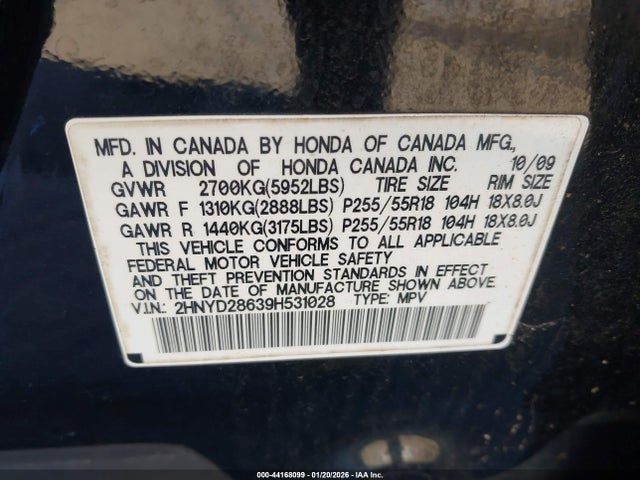 MFD. IN CANADA BY HONDA OF CANADA MFG.,
A DIVISION OF HONDA CANADA INC. 10/09
GVWR 2700KG(5952LBS) TIRE SIZE RIM SIZE
GAWR F 1310KG(2888LBS) P255/55R18 104H 18X8.0J
GAWR R 1440KG(3175LBS) P255/55R18 104H 18X8.0J
THIS VEHICLE CONFORMS TO ALL APPLICABLE
FEDERAL MOTOR VEHICLE SAFETY
AND THEFT PREVENTION STANDARDS IN EFFECT
ON THE DATE OF MANUFACTURE SHOWN ABOVE.
V.I.N.: 2HNYD28639H531028 TYPE: MPV
000-44168099 - 01/20/2026 - IAA Inc.